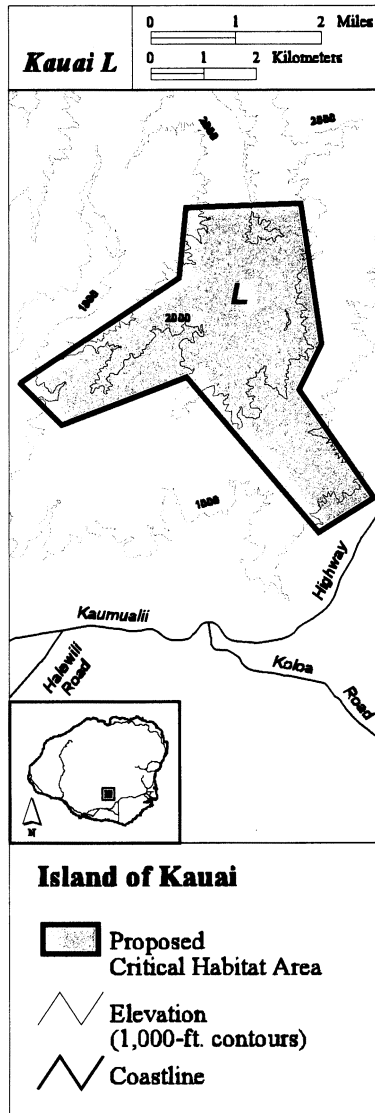 Kauai L
0 1 2 Miles
0 1 2 Kilometers
2000
2000
1000
L
2000
1000
Highway
Kaumualii
Halewili
Road
Koloa
Road
N
Island of Kauai
Proposed
Critical Habitat Area
Elevation
(1,000-ft. contours)
Coastline